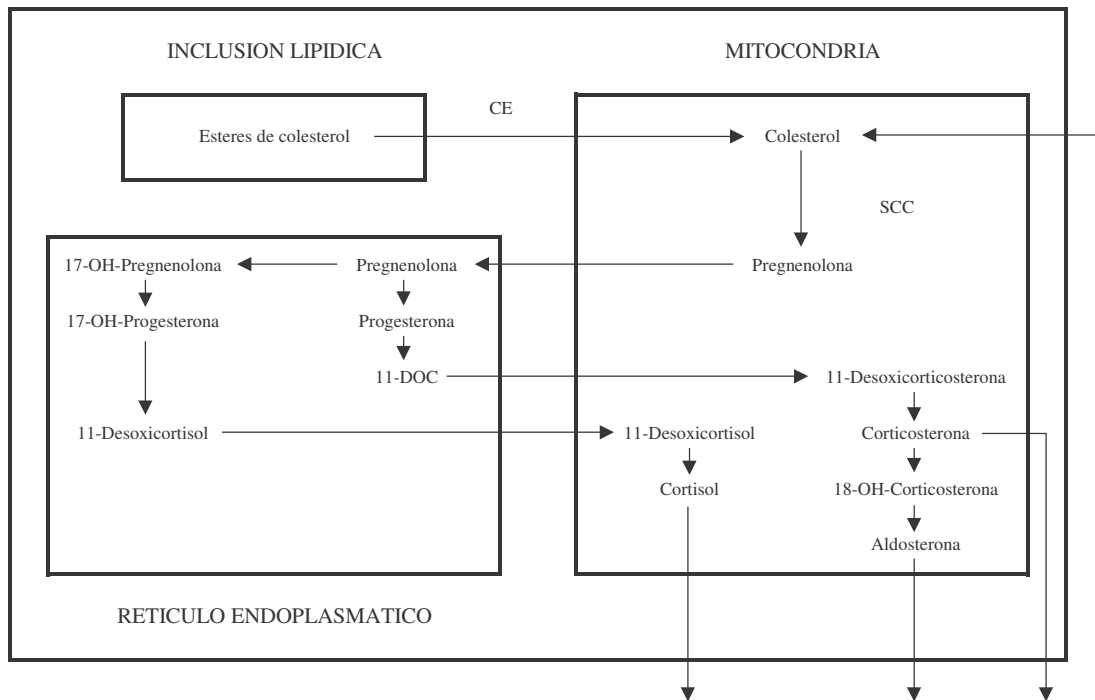 INCLUSION LIPIDICA
MITOCONDRIA
CE
Esteres de colesterol
Colesterol
SCC
17-OH-Pregnenolona
Pregnenolona
Pregnenolona
17-OH-Progesterona
Progesterona
11-DOC
11-Desoxicorticosterona
11-Desoxicortisol
11-Desoxicortisol
Corticosterona
Cortisol
18-OH-Corticosterona
Aldosterona
RETICULO ENDOPLASMATICO